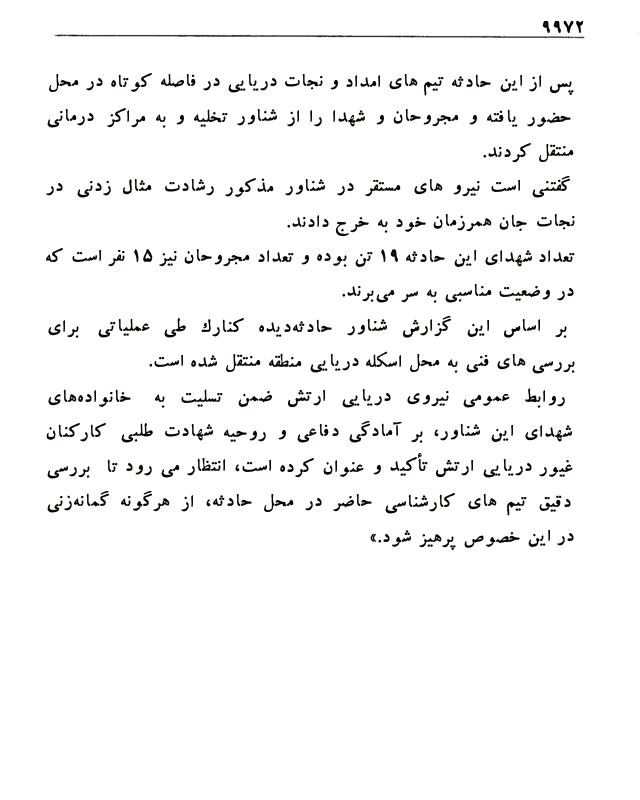 ۹۹۷۲
پس از این حادثه تیم های امداد و نجات دریایی در فاصله کوتاه در محل
حضور یافته و مجروحان و شهدا را از شناور تخلیه و به مراکز درمانی
منتقل کردند.
گفتنی است نیرو های مستقر در شناور مذکور رشادت مثال زدنی در
نجات جان همرزمان خود به خرج دادند.
تعداد شهدای این حادثه ۱۹ تن بوده و تعداد مجروحان نیز ۱۵ نفر است که
در وضعیت مناسبی به سر می‌برند.
بر اساس این گزارش شناور حادثه‌دیده کنارك طی عملیاتی برای
بررسی های فنی به محل اسکله دریایی منطقه منتقل شده است.
روابط عمومی نیروی دریایی ارتش ضمن تسلیت به خانواده‌های
شهدای این شناور، بر آمادگی دفاعی و روحیه شهادت طلبی کارکنان
غیور دریایی ارتش تأکید و عنوان کرده است، انتظار می رود تا بررسی
دقیق تیم های کارشناسی حاضر در محل حادثه، از هرگونه گمانه‌زنی
در این خصوص پرهیز شود.»